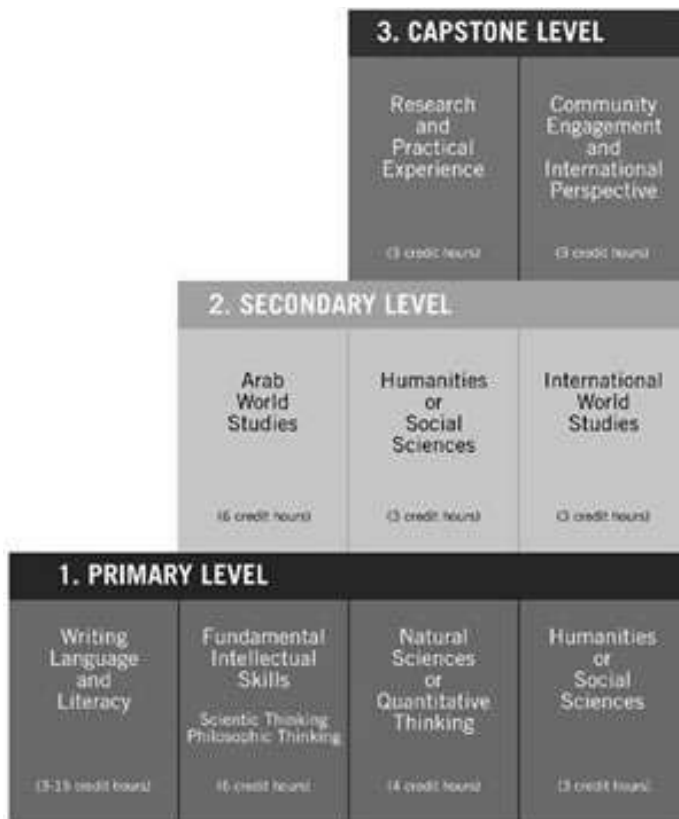 3. CAPSTONE LEVEL
Research
and
Practical
Experience
(3 credit hours)
Community
Engagement
and
International
Perspective
(3 credit hours)
2. SECONDARY LEVEL
Arab
World
Studies
(6 credit hours)
Humanities
or
Social
Sciences
(3 credit hours)
International
World
Studies
(3 credit hours)
1. PRIMARY LEVEL
Writing
Language
and
Literacy
credit hours)
Fundamental
Intellectual
Skills
Scientic Thinking
Philosophic Thinking
(6 credit hours)
Natural
Sciences
or
Quantitative
Thinking
(4 credit hours)
Humanities
or
Social
Sciences
(3 credit hours)